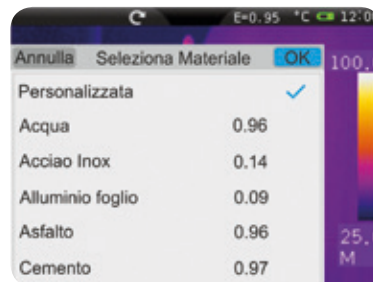 E=0.95 °C 12:0
Annulla Seleziona Materiale OK
100.
Personalizzata
Acqua 0.96
Acciao Inox 0.14
Alluminio foglio 0.09
Asfalto 0.96
25.
Cemento 0.97
M